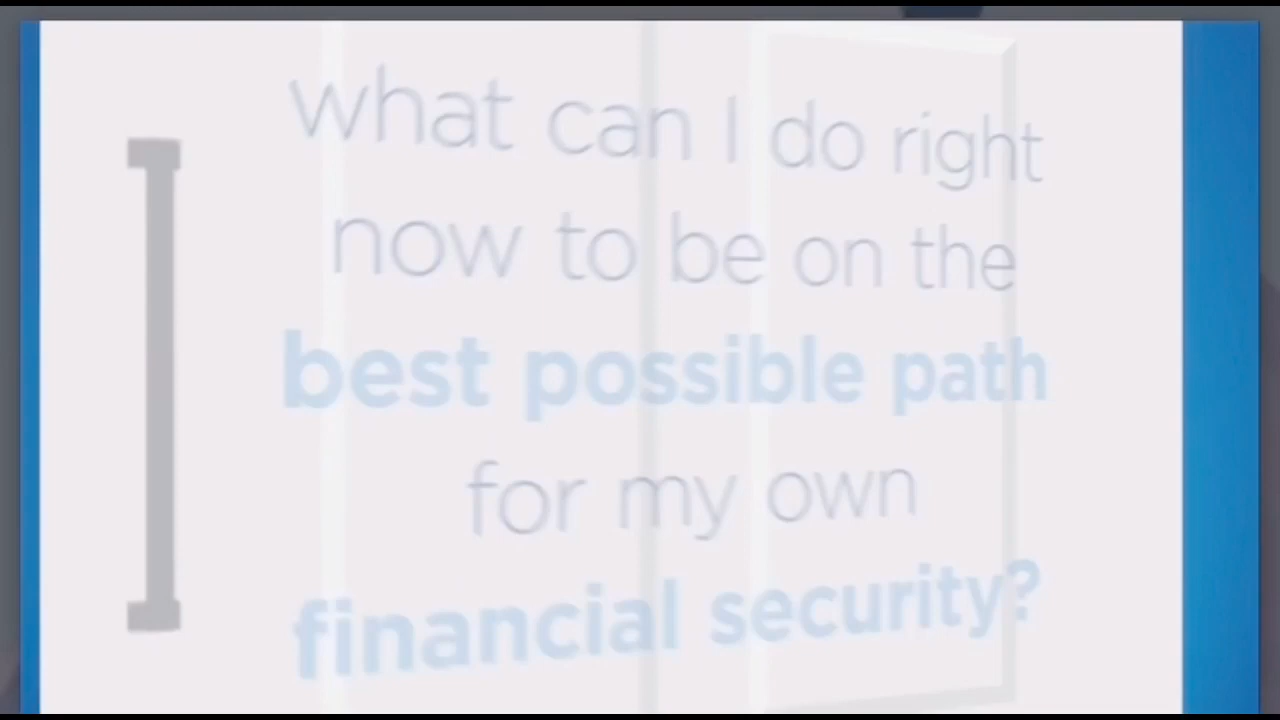 what can I do right
now to be on the
best possible path
for my own
financial security?